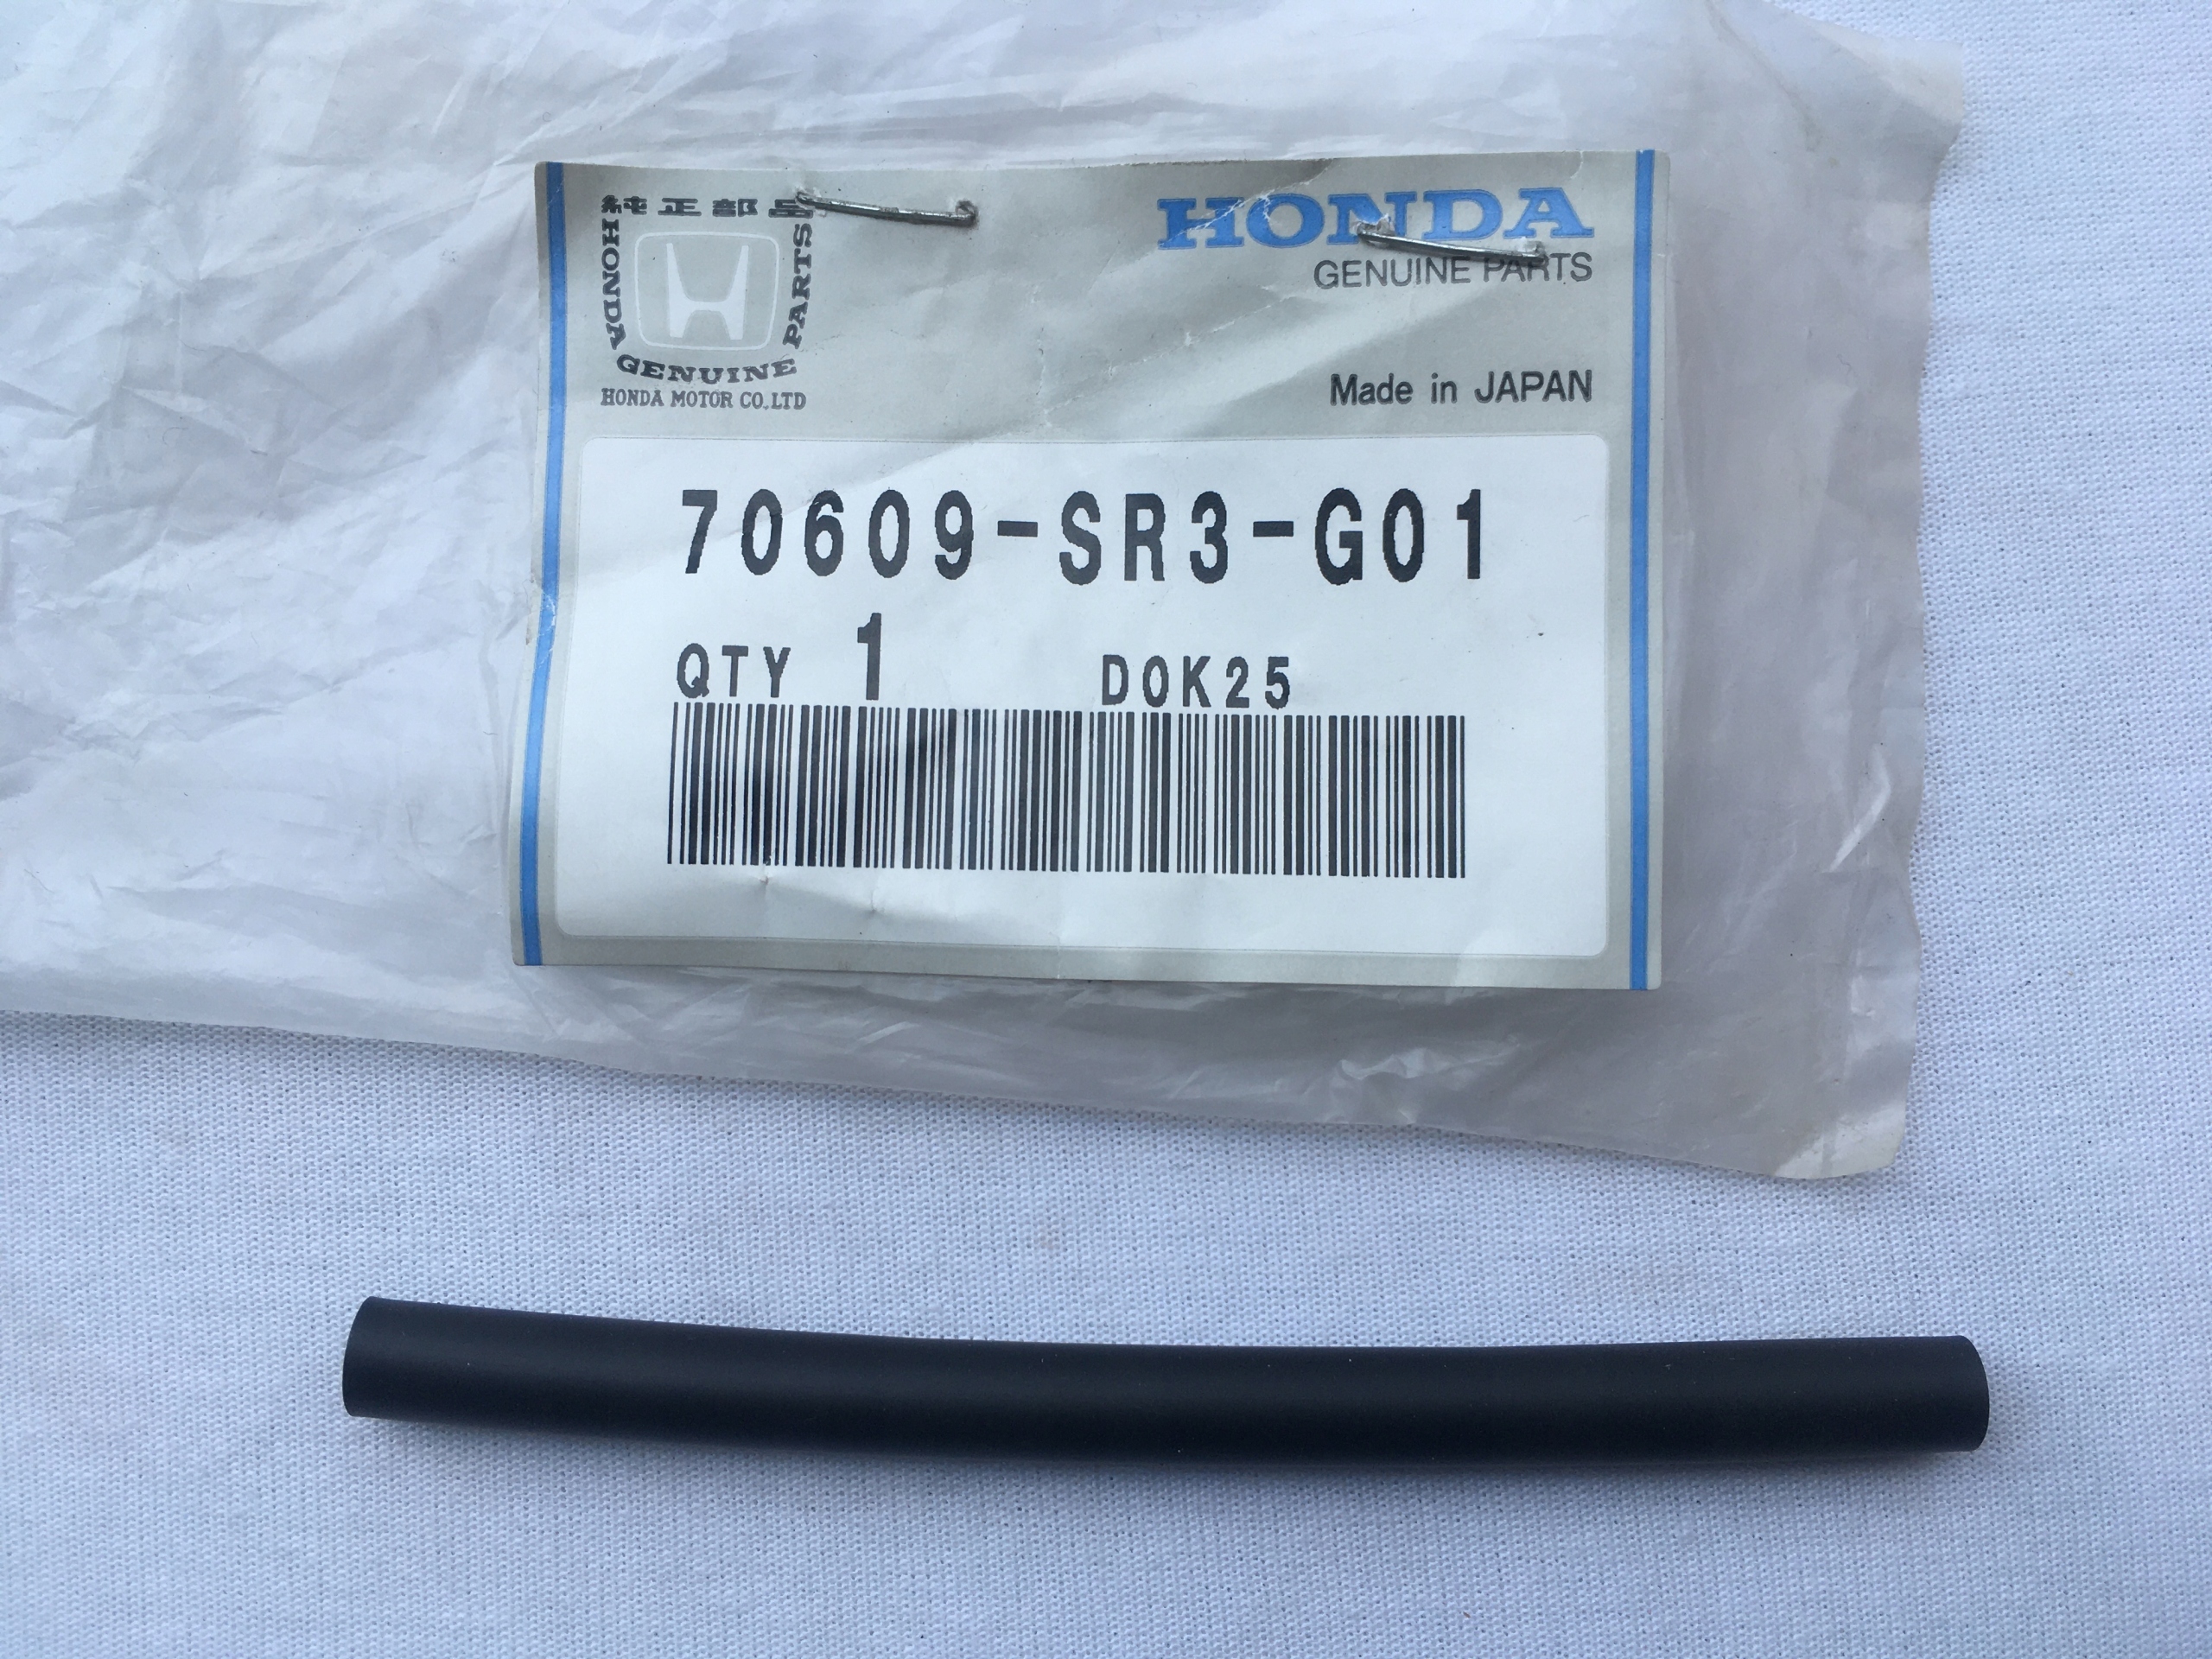 純正部品
HONDA GENUINE PARTS
HONDA MOTOR CO.,LTD
HONDA
GENUINE PARTS
Made in JAPAN
70609-SR3-G01
QTY 1 D0K25